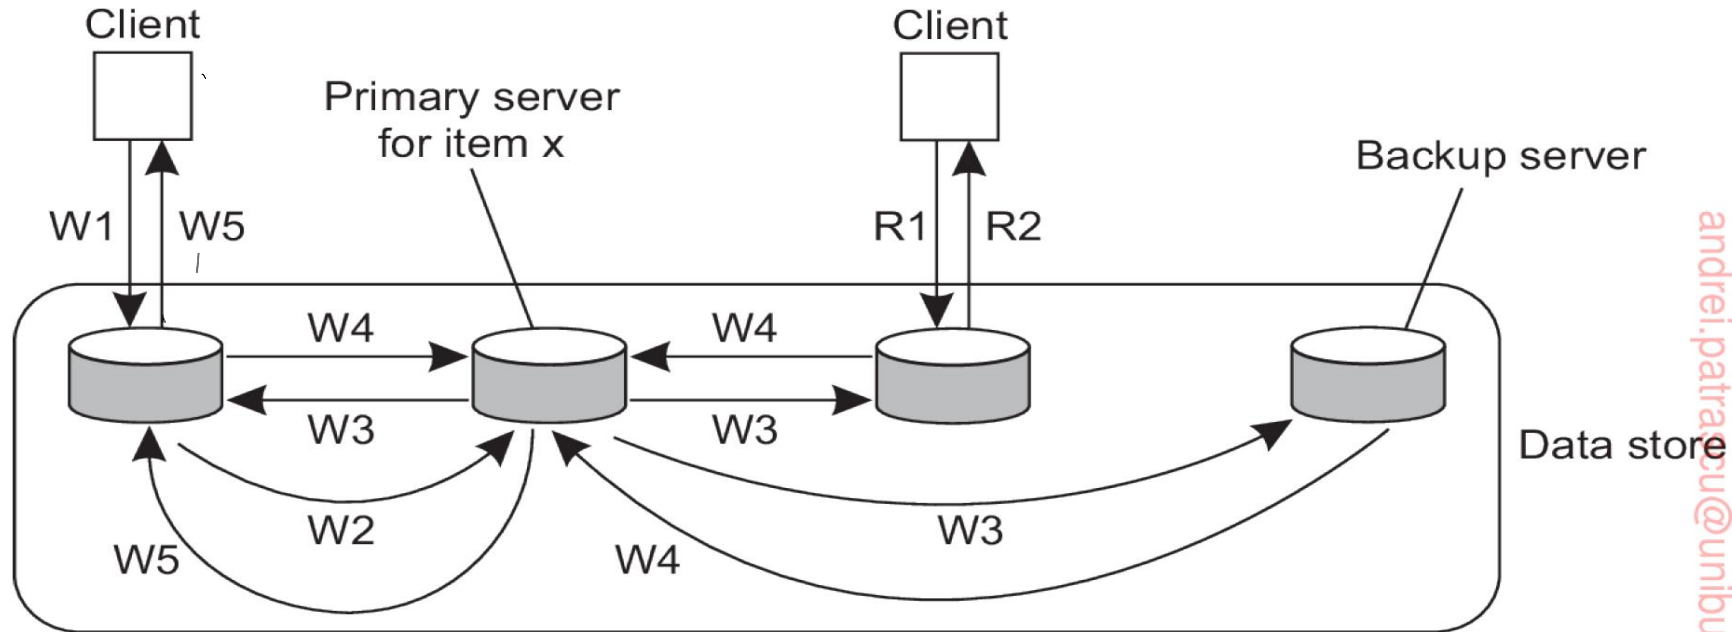 Client
Client
Primary server
for item x
Backup server
W1
W5
R1
R2
W4
W4
W3
W3
Data store
W2
W3
W5
W4
andrei.patrascu@unibu